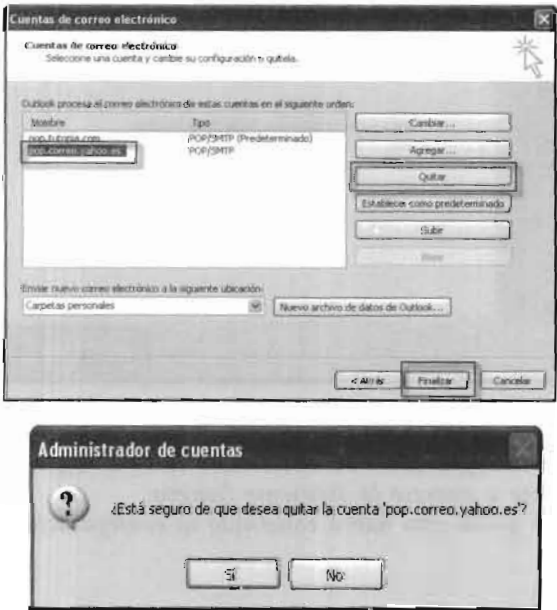 Cuentas de correo electrónico
Cuentas de correo electrónico
Seleccione una cuenta y cambie su configuración o quítela.
Outlook procesa el correo electrónico de estas cuentas en el siguiente orden:
Nombre Tipo
pop.tutopia.com POP/SMTP (Predeterminado)
pop.correo.yahoo.es POP/SMTP
Cambiar...
Agregar...
Quitar
Establecer como predeterminado
Subir
Enviar nuevo correo electrónico a la siguiente ubicación:
Carpetas personales Nuevo archivo de datos de Outlook...
< Atrás Finalizar Cancelar
Administrador de cuentas
¿Está seguro de que desea quitar la cuenta 'pop.correo.yahoo.es'?
Sí No